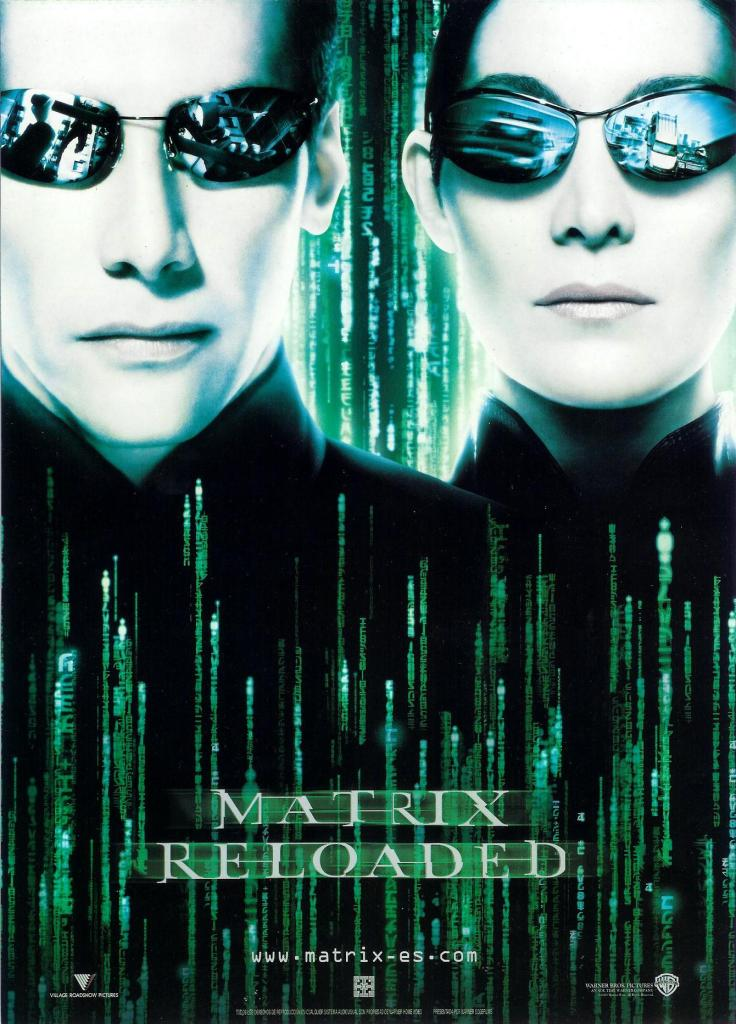 MATRIX
RELOADED
www.matrix-es.com
VILLAGE ROADSHOW PICTURES
WARNER BROS. PICTURES